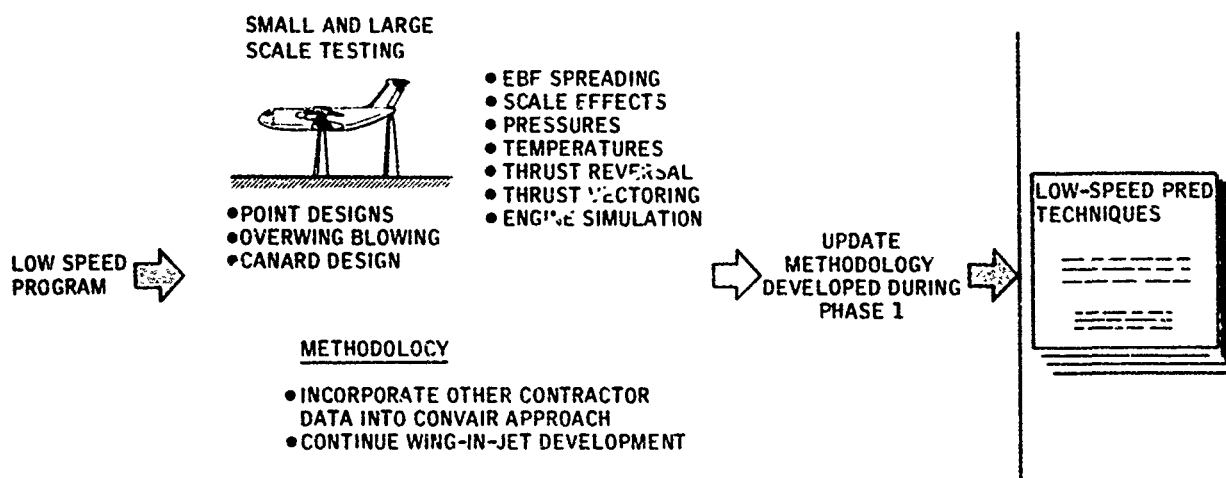 SMALL AND LARGE
SCALE TESTING
• EBF SPREADING
• SCALE EFFECTS
• PRESSURES
• TEMPERATURES
• THRUST REVERSAL
• THRUST VECTORING
• ENGINE SIMULATION
• POINT DESIGNS
• OVERWING BLOWING
• CANARD DESIGN
LOW SPEED
PROGRAM
UPDATE
METHODOLOGY
DEVELOPED DURING
PHASE 1
LOW-SPEED PRED
TECHNIQUES
METHODOLOGY
• INCORPORATE OTHER CONTRACTOR
DATA INTO CONVAIR APPROACH
• CONTINUE WING-IN-JET DEVELOPMENT